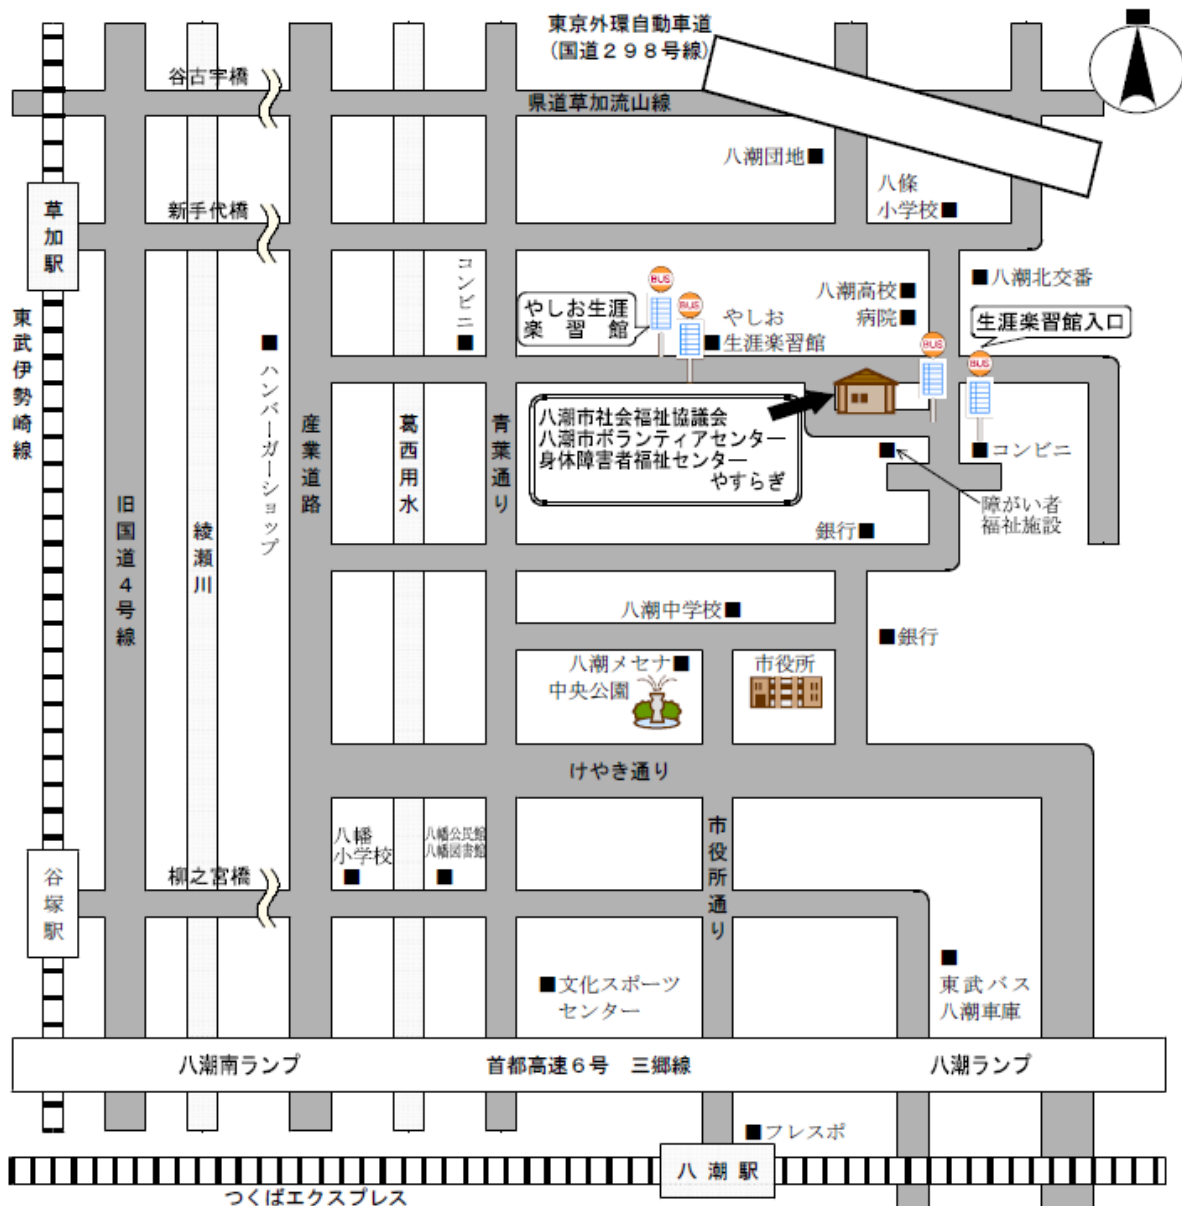 東京外環自動車道
(国道298号線)
谷古宇橋
県道草加流山線
八潮団地■
八條
小学校■
草加駅
新手代橋
コンビニ
■
■八潮北交番
BUS
BUS
八潮高校■
病院■
やしお生涯
楽習館
やしお
■生涯楽習館
生涯楽習館入口
BUS
BUS
東武伊勢崎線
■ハンバーガーショップ
産業道路
葛西用水
青葉通り
八潮市社会福祉協議会
八潮市ボランティアセンター
身体障害者福祉センター
やすらぎ
■コンビニ
障がい者
福祉施設
旧国道4号線
綾瀬川
銀行■
八潮中学校■
■銀行
八潮メセナ■
中央公園
市役所
けやき通り
八幡
小学校
■
八幡公民館
八幡図書館
■
市役所通り
谷塚駅
柳之宮橋
■文化スポーツ
センター
■
東武バス
八潮車庫
八潮南ランプ
首都高速6号 三郷線
八潮ランプ
■フレスポ
八潮駅
つくばエクスプレス